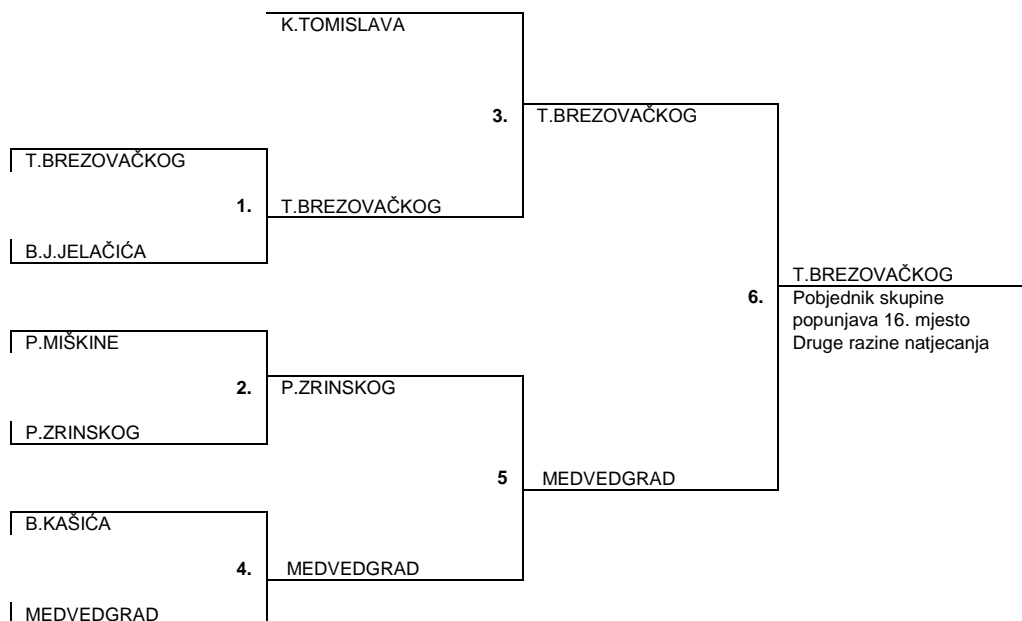 K.TOMISLAVA
3. T.BREZOVAČKOG
T.BREZOVAČKOG
1. T.BREZOVAČKOG
B.J.JELAČIĆA
T.BREZOVAČKOG
6. Pobjednik skupine
popunjava 16. mjesto
Druge razine natjecanja
P.MIŠKINE
2. P.ZRINSKOG
P.ZRINSKOG
5 MEDVEDGRAD
B.KAŠIĆA
4. MEDVEDGRAD
MEDVEDGRAD